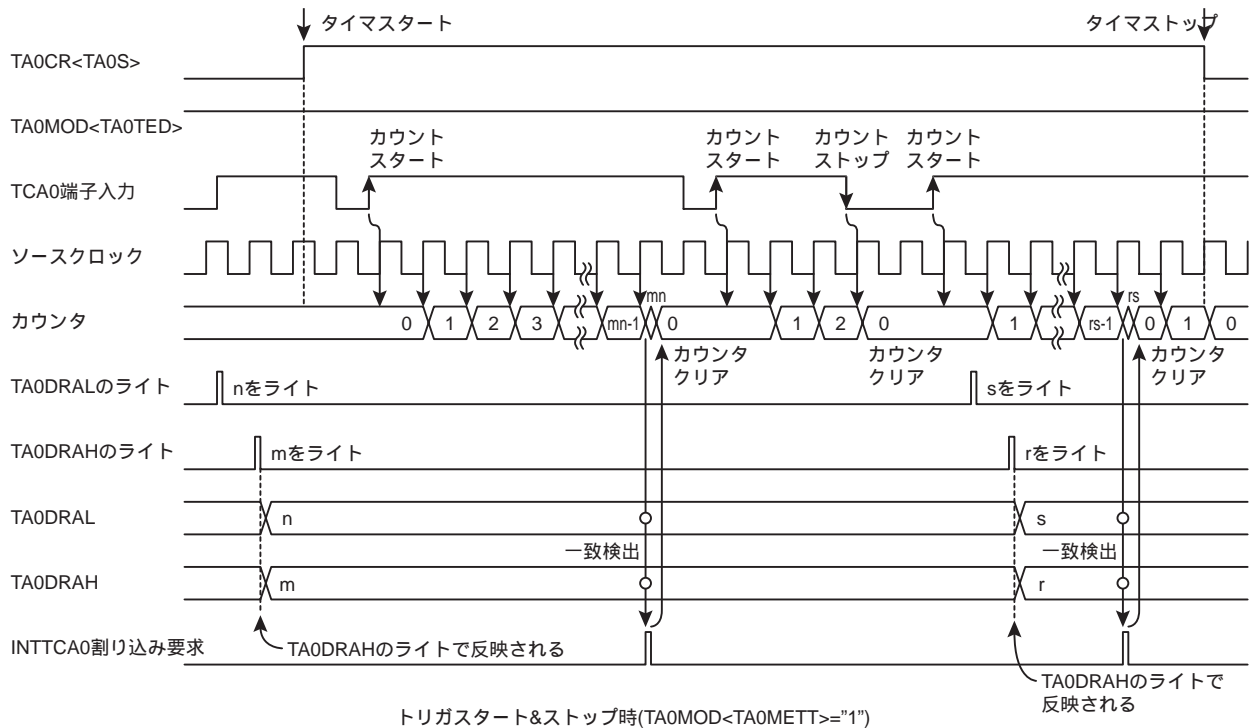 タイマスタート
タイマストップ
TA0CR<TA0S>
TA0MOD<TA0TED>
カウント
スタート
カウント
スタート
カウント
ストップ
カウント
スタート
TCA0端子入力
ソースクロック
カウンタ
0 1 2 3 mn-1 mn 0 1 2 0 1 rs-1 rs 0 1 0
カウンタ
クリア
カウンタ
クリア
カウンタ
クリア
TA0DRALのライト
nをライト
sをライト
TA0DRAHのライト
mをライト
rをライト
TA0DRAL
n
s
一致検出
一致検出
TA0DRAH
m
r
INTTCA0割り込み要求
TA0DRAHのライトで反映される
TA0DRAHのライトで
反映される
トリガスタート&ストップ時(TA0MOD<TA0METT>=”1”)